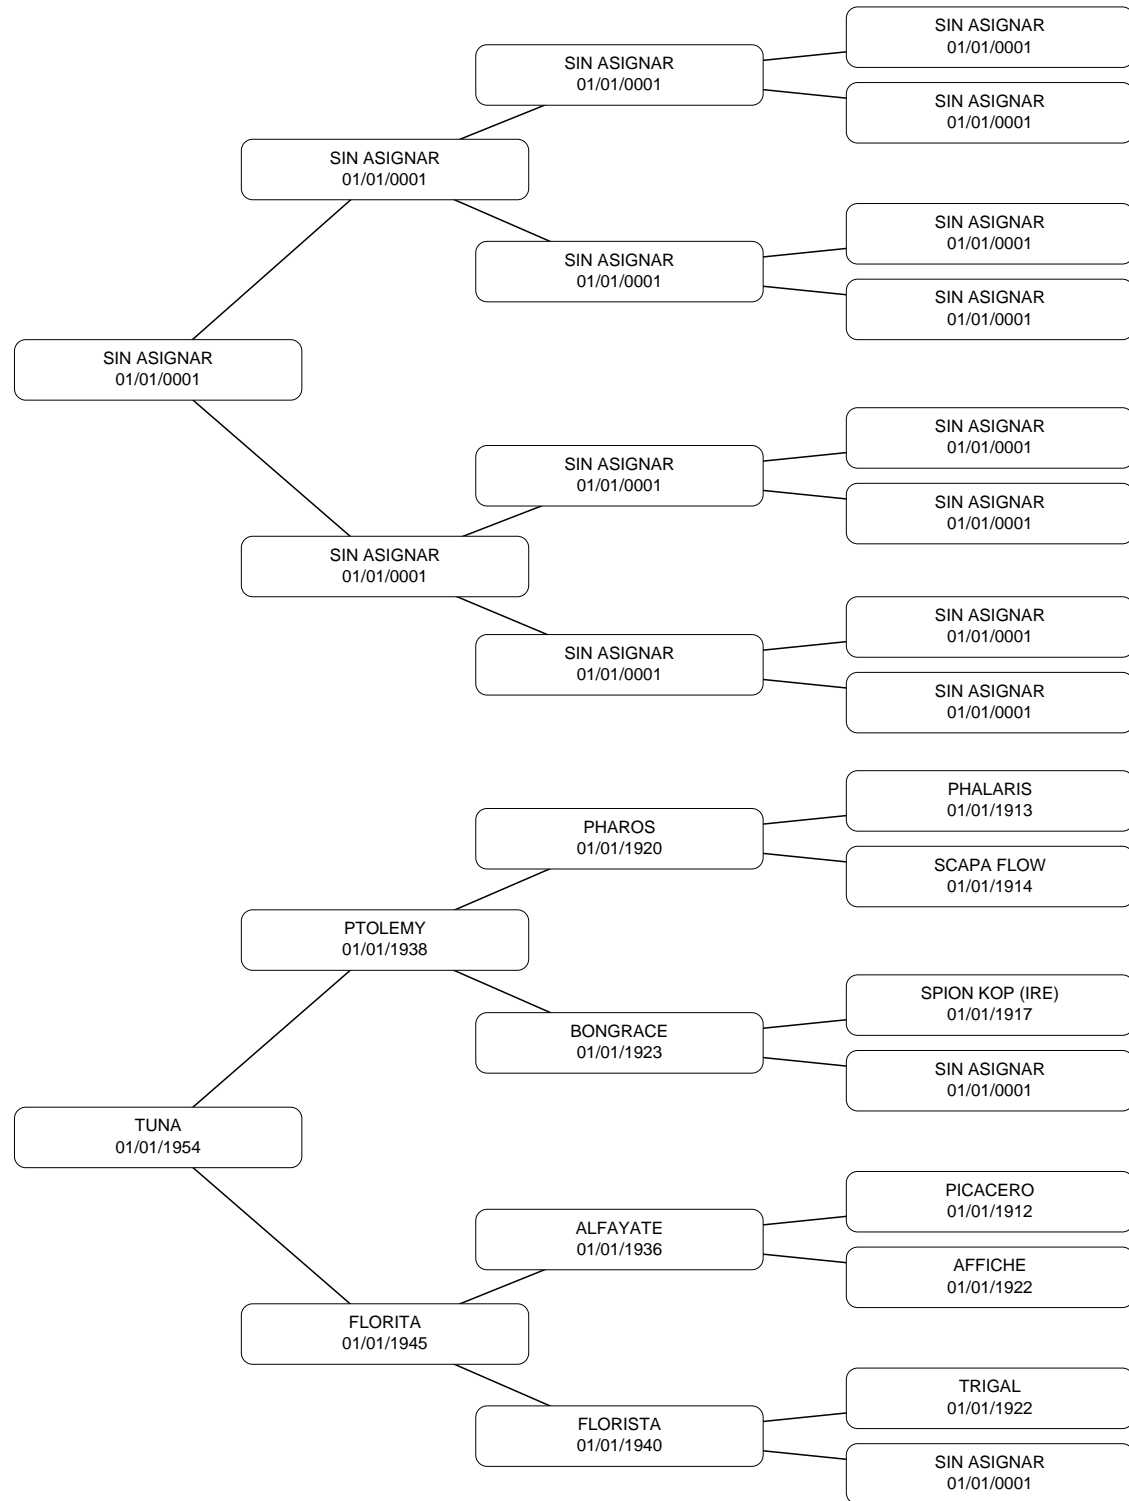 SIN ASIGNAR
01/01/0001
SIN ASIGNAR
01/01/0001
SIN ASIGNAR
01/01/0001
SIN ASIGNAR
01/01/0001
SIN ASIGNAR
01/01/0001
SIN ASIGNAR
01/01/0001
SIN ASIGNAR
01/01/0001
SIN ASIGNAR
01/01/0001
SIN ASIGNAR
01/01/0001
SIN ASIGNAR
01/01/0001
SIN ASIGNAR
01/01/0001
SIN ASIGNAR
01/01/0001
SIN ASIGNAR
01/01/0001
SIN ASIGNAR
01/01/0001
SIN ASIGNAR
01/01/0001
PHALARIS
01/01/1913
PHAROS
01/01/1920
SCAPA FLOW
01/01/1914
PTOLEMY
01/01/1938
SPION KOP (IRE)
01/01/1917
BONGRACE
01/01/1923
SIN ASIGNAR
01/01/0001
TUNA
01/01/1954
PICACERO
01/01/1912
ALFAYATE
01/01/1936
AFFICHE
01/01/1922
FLORITA
01/01/1945
TRIGAL
01/01/1922
FLORISTA
01/01/1940
SIN ASIGNAR
01/01/0001